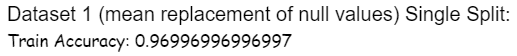 Dataset 1 (mean replacement of null values) Single Split:
Train Accuracy: 0.96996996996997